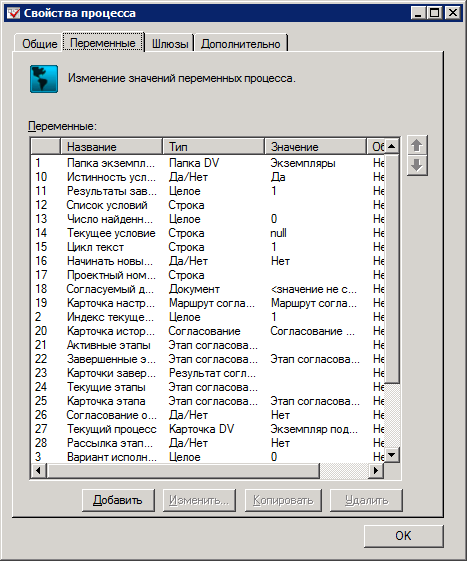 Свойства процесса
Общие Переменные Шлюзы Дополнительно
Изменение значений переменных процесса.
Переменные:
Название Тип Значение Об
1 Папка экземпл... Папка DV Экземпляры Не
10 Истинность усл... Да/Нет Да Не
11 Результаты зав... Целое 1 Не
12 Список условий Строка Не
13 Число найденн... Целое 0 Не
14 Текущее условие Строка null Не
15 Цикл текст Строка 1 Не
16 Начинать новы... Да/Нет Нет Не
17 Проектный ном... Строка Не
18 Согласуемый д... Документ <значение не с... Не
19 Карточка настр... Маршрут согла... Маршрут согла... Не
2 Индекс текуще... Целое 1 Не
20 Карточка истор... Согласование Согласование ... Не
21 Активные этапы Этап согласова... Не
22 Завершенные э... Этап согласова... Этап согласова... Не
23 Карточки завер... Результат согл... Не
24 Текущие этапы Этап согласова... Не
25 Карточка этапа Этап согласова... Этап согласова... Не
26 Согласование о... Да/Нет Нет Не
27 Текущий процесс Карточка DV Экземпляр под... Не
28 Рассылка этап... Да/Нет Нет Не
3 Вариант исполн... Целое 0 Не
Добавить Изменить... Копировать Удалить
OK